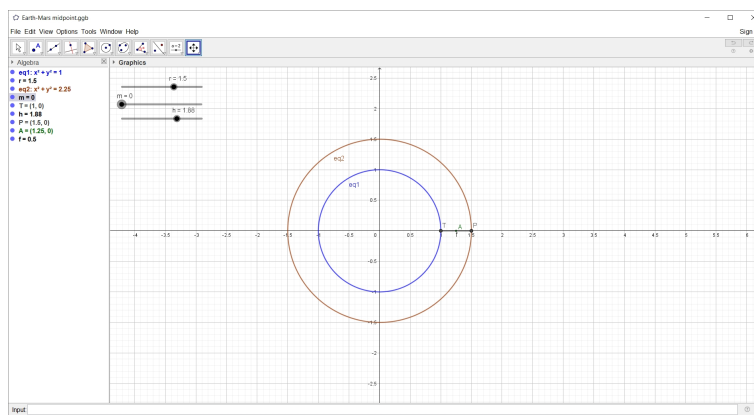 Earth-Mars midpoint.ggb
File Edit View Options Tools Window Help
Sign
Algebra
Graphics
eq1: x² + y² = 1
r = 1.5
eq2: x² + y² = 2.25
m = 0
T = (1, 0)
h = 1.88
P = (1.5, 0)
A = (1.25, 0)
f = 0.5
r = 1.5
m = 0
h = 1.88
2.5
2
1.5
eq2
1
eq1
0.5
T A P
f
-4 -3.5 -3 -2.5 -2 -1.5 -1 -0.5 0 0.5 1 1.5 2 2.5 3 3.5 4 4.5 5 5.5 6
-0.5
-1
-1.5
-2
-2.5
Input: